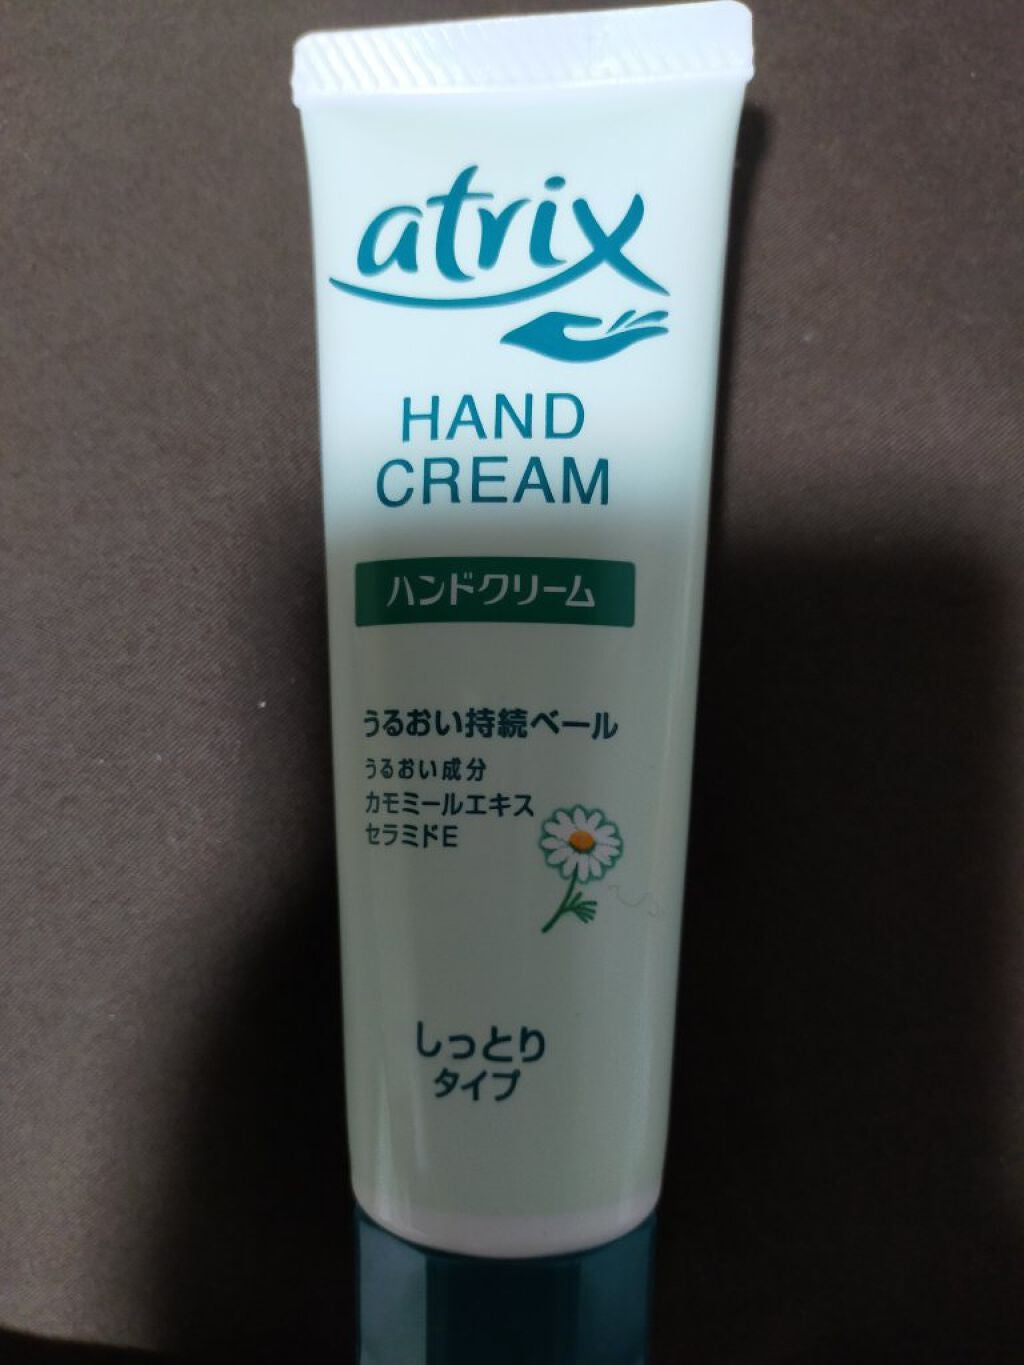 atrix
HAND
CREAM
ハンドクリーム
うるおい持続ベール
うるおい成分
カモミールエキス
セラミドE
しっとり
タイプ